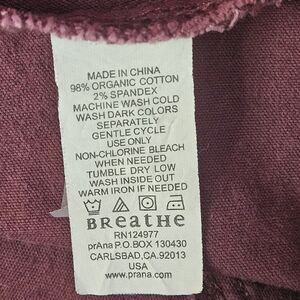 MADE IN CHINA
98% ORGANIC COTTON
2% SPANDEX
MACHINE WASH COLD
WASH DARK COLORS
SEPARATELY
GENTLE CYCLE
USE ONLY
NON-CHLORINE BLEACH
WHEN NEEDED
TUMBLE DRY LOW
WASH INSIDE OUT
WARM IRON IF NEEDED
BReatHe
RN124977
prAna P.O.BOX 130430
CARLSBAD, CA. 92013
USA
www.prana.com